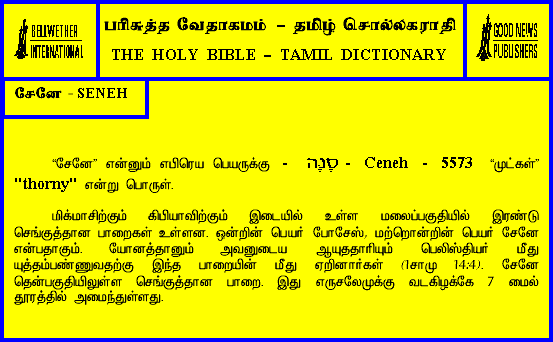 BELLWETHER
INTERNATIONAL
பரிசுத்த வேதாகமம் – தமிழ் சொல்லகராதி
THE HOLY BIBLE – TAMIL DICTIONARY
GOOD NEWS
PUBLISHERS
சேனே - SENEH
“சேனே” என்னும் எபிரெய பெயருக்கு - סְנֶה - Ceneh - 5573 “முட்கள்”
"thorny" என்று பொருள்.
மிக்மாசிற்கும் கிபியாவிற்கும் இடையில் உள்ள மலைப்பகுதியில் இரண்டு
செங்குத்தான பாறைகள் உள்ளன. ஒன்றின் பெயர் போசேஸ், மற்றொன்றின் பெயர் சேனே
என்பதாகும். யோனத்தானும் அவனுடைய ஆயுததாரியும் பெலிஸ்தியர் மீது
யுத்தம்பண்ணுவதற்கு இந்த பாறையின் மீது ஏறினார்கள் (1சாமு 14:4). சேனே
தென்பகுதியிலுள்ள செங்குத்தான பாறை. இது எருசலேமுக்கு வடகிழக்கே 7 மைல்
தூரத்தில் அமைந்துள்ளது.